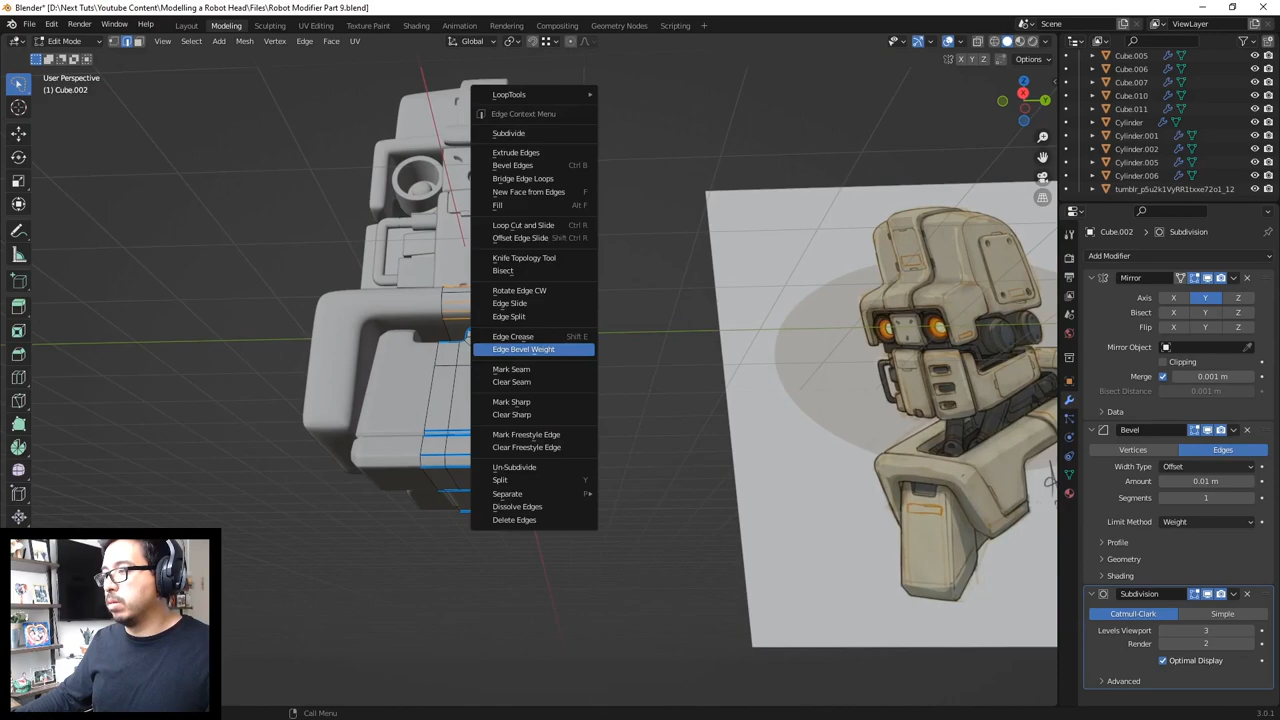 Blender* [D:\Next Tuts\Youtube Content\Modelling a Robot Head\Files\Robot Modifier Part 9.blend]
File Edit Render Window Help Layout Modeling Sculpting UV Editing Texture Paint Shading Animation Rendering Compositing Geometry Nodes Scripting + Scene ViewLayer
Edit Mode View Select Add Mesh Vertex Edge Face UV Global
X Y Z Options
User Perspective
(1) Cube.002
Z
X
Y
LoopTools
Edge Context Menu
Subdivide
Extrude Edges
Bevel Edges Ctrl B
Bridge Edge Loops
New Face from Edges F
Fill Alt F
Loop Cut and Slide Ctrl R
Offset Edge Slide Shift Ctrl R
Knife Topology Tool
Bisect
Rotate Edge CW
Edge Slide
Edge Split
Edge Crease Shift E
Edge Bevel Weight
Mark Seam
Clear Seam
Mark Sharp
Clear Sharp
Mark Freestyle Edge
Clear Freestyle Edge
Un-Subdivide
Split Y
Separate P
Dissolve Edges
Delete Edges
Cube.005
Cube.006
Cube.007
Cube.010
Cube.011
Cylinder
Cylinder.001
Cylinder.002
Cylinder.005
Cylinder.006
tumblr_p5u2k1VyRR1txxe72o1_12
Cube.002 > Subdivision
Add Modifier
Mirror
Axis X Y Z
Bisect X Y Z
Flip X Y Z
Mirror Object
Clipping
Merge 0.001 m
Bisect Distance 0.001 m
Data
Bevel
Vertices Edges
Width Type Offset
Amount 0.01 m
Segments 1
Limit Method Weight
Profile
Geometry
Shading
Subdivision
Catmull-Clark Simple
Levels Viewport 3
Render 2
Optimal Display
Advanced
Call Menu 3.0.1